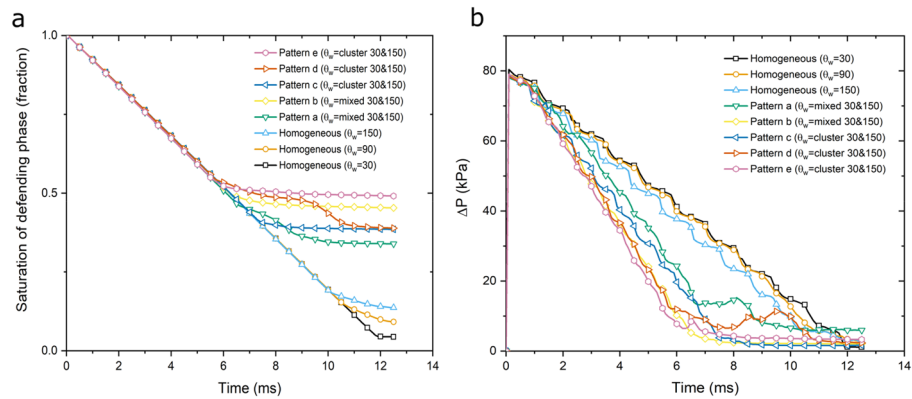 a
Saturation of defending phase (fraction)
1.0
0.5
0.0
Pattern e (θw=cluster 30&150)
Pattern d (θw=cluster 30&150)
Pattern c (θw=cluster 30&150)
Pattern b (θw=mixed 30&150)
Pattern a (θw=mixed 30&150)
Homogeneous (θw=150)
Homogeneous (θw=90)
Homogeneous (θw=30)
0 2 4 6 8 10 12 14
Time (ms)
b
ΔP (kPa)
80
60
40
20
0
Homogeneous (θw=30)
Homogeneous (θw=90)
Homogeneous (θw=150)
Pattern a (θw=mixed 30&150)
Pattern b (θw=mixed 30&150)
Pattern c (θw=cluster 30&150)
Pattern d (θw=cluster 30&150)
Pattern e (θw=cluster 30&150)
0 2 4 6 8 10 12 14
Time (ms)